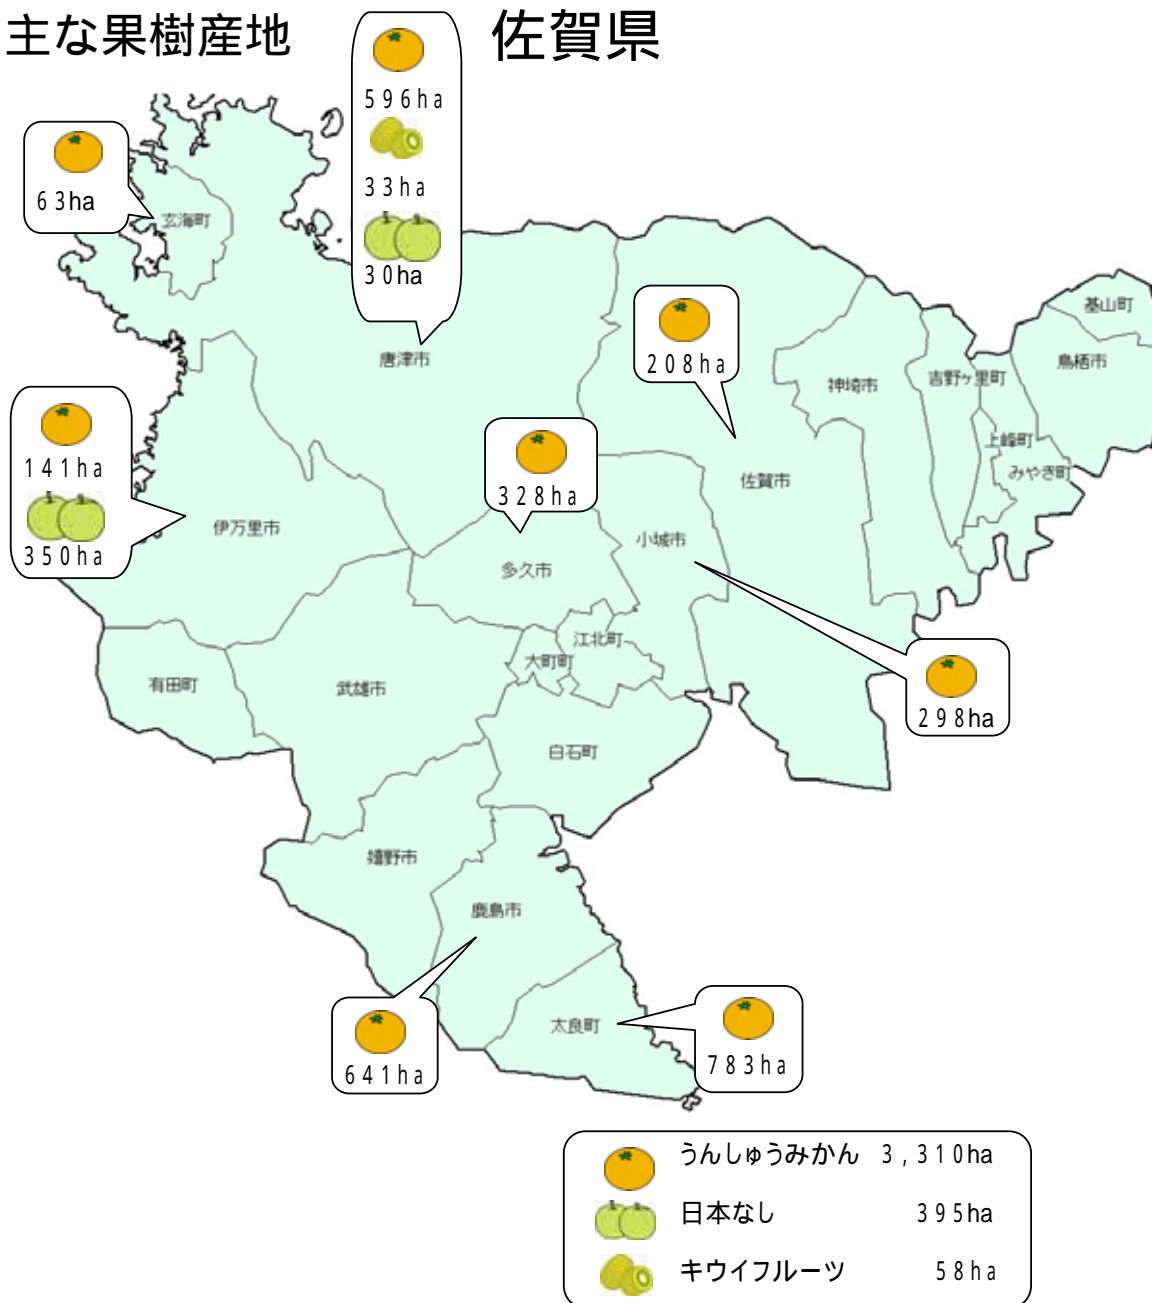 主な果樹産地
佐賀県
596ha
33ha
30ha
63ha
玄海町
基山町
鳥栖市
208ha
唐津市
神埼市
吉野ヶ里町
上峰町
みやき町
141ha
350ha
328ha
佐賀市
伊万里市
小城市
多久市
江北町
大町町
有田町
武雄市
298ha
白石町
嬉野市
鹿島市
太良町
641ha
783ha
うんしゅうみかん 3,310ha
日本なし 395ha
キウイフルーツ 58ha